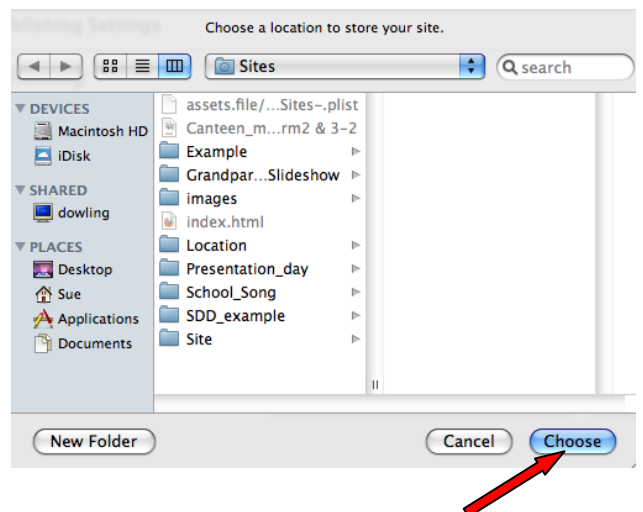 Publishing Settings
Choose a location to store your site.
Sites
search
DEVICES
Macintosh HD
iDisk
SHARED
dowling
PLACES
Desktop
Sue
Applications
Documents
assets.file/...Sites-.plist
Canteen_m...rm2 & 3-2
Example
Grandpar...Slideshow
images
index.html
Location
Presentation_day
School_Song
SDD_example
Site
New Folder
Cancel
Choose